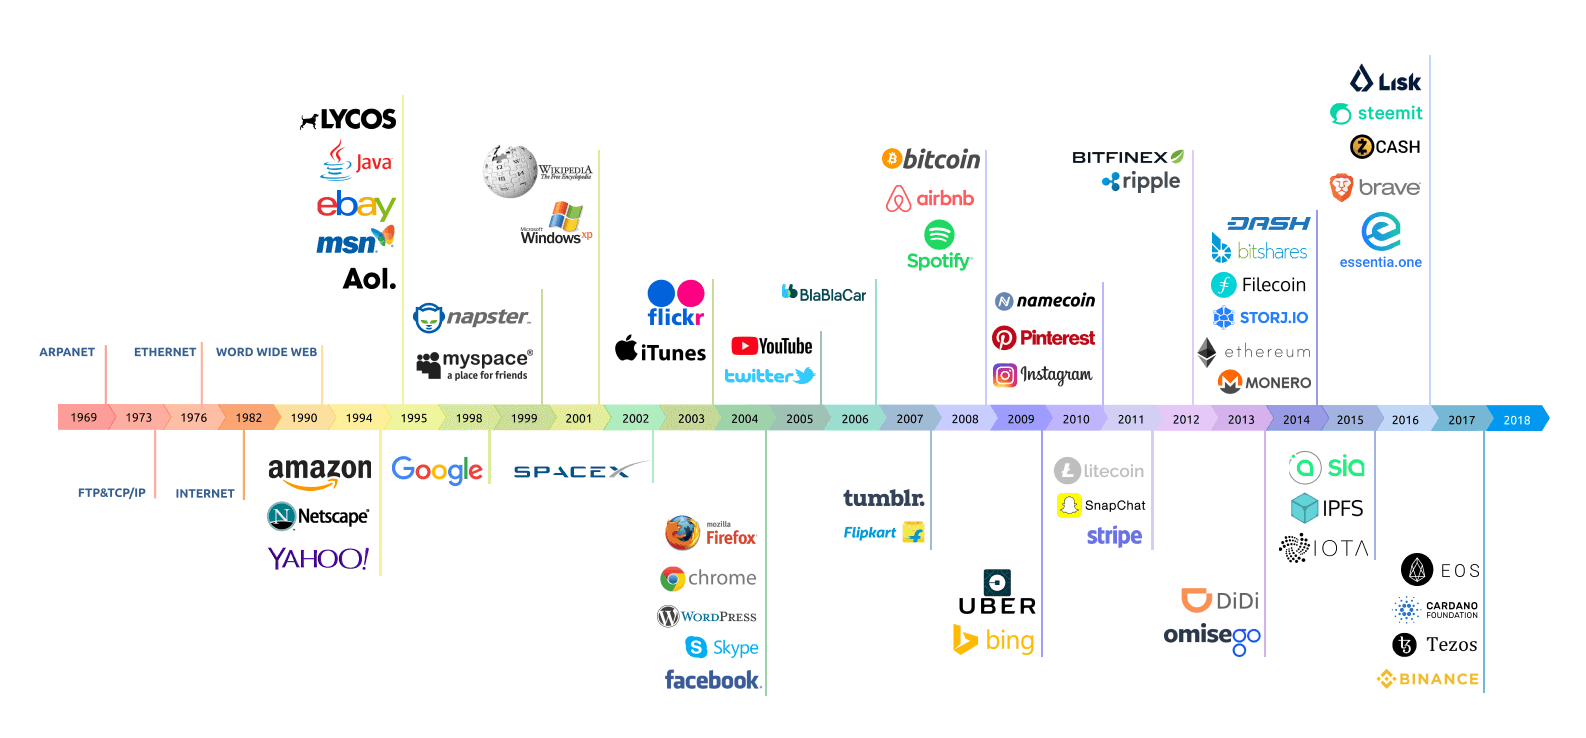 LYCOS
Java
ebay
msn
Aol.
WIKIPEDIA
The Free Encyclopedia
Microsoft
Windows xp
bitcoin
airbnb
Spotify
BITFINEX
ripple
Lisk
steemit
ZCASH
brave
essentia.one
DASH
bitshares
Filecoin
STORJ.IO
ethereum
MONERO
napster
myspace®
a place for friends
flickr
iTunes
BlaBlaCar
YouTube
twitter
namecoin
Pinterest
Instagram
ARPANET
ETHERNET
WORD WIDE WEB
1969 1973 1976 1982 1990 1994 1995 1998 1999 2001 2002 2003 2004 2005 2006 2007 2008 2009 2010 2011 2012 2013 2014 2015 2016 2017 2018
FTP&TCP/IP
INTERNET
amazon
N Netscape®
YAHOO!
Google
SPACEX
mozilla
Firefox
chrome
WORDPRESS
S Skype
facebook.
tumblr.
Flipkart
UBER
bing
litecoin
SnapChat
stripe
DiDi
omisego
sia
IPFS
IOTA
EOS
CARDANO
FOUNDATION
Tezos
BINANCE